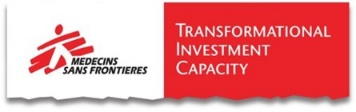 MEDECINS
SANS FRONTIERES
TRANSFORMATIONAL
INVESTMENT
CAPACITY